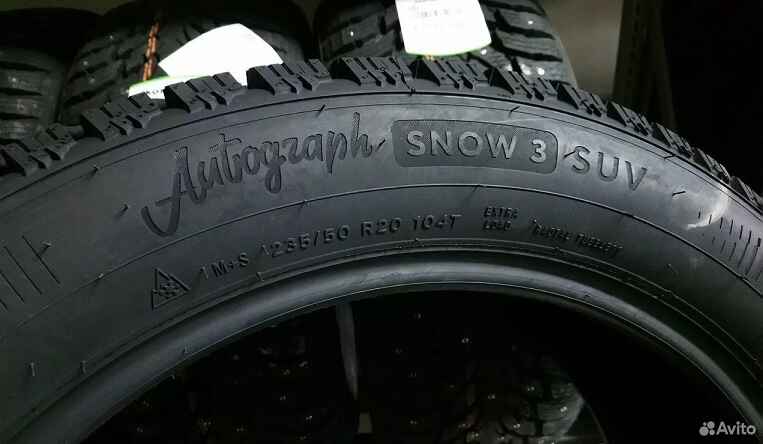 Autograph SNOW 3 SUV
M+S 235/50 R20 104T EXTRA LOAD
Avito